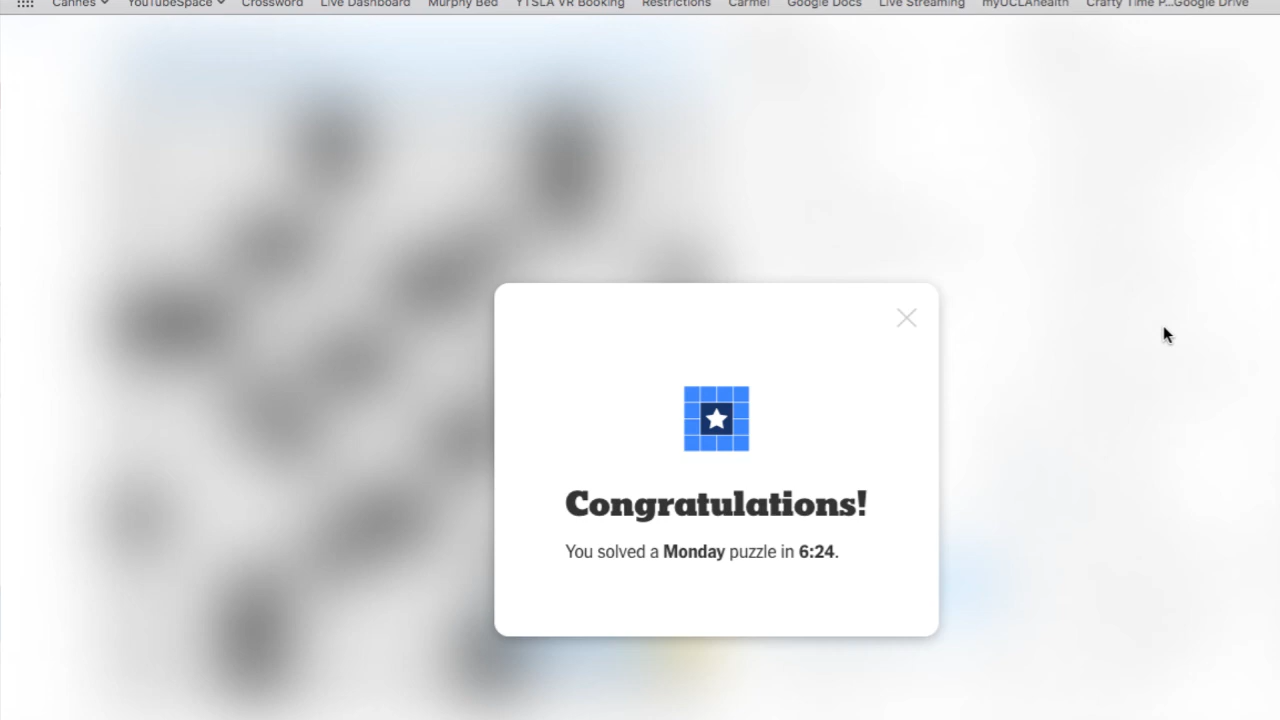 Cannes YouTubeSpace Crossword Live Dashboard Murphy Bed YTSLA VR Booking Restrictions Carmel Google Docs Live Streaming myUCLAhealth Crafty Time P...Google Drive
Congratulations!
You solved a Monday puzzle in 6:24.